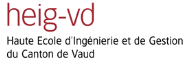 heig-vd
Haute Ecole d'Ingénierie et de Gestion
du Canton de Vaud